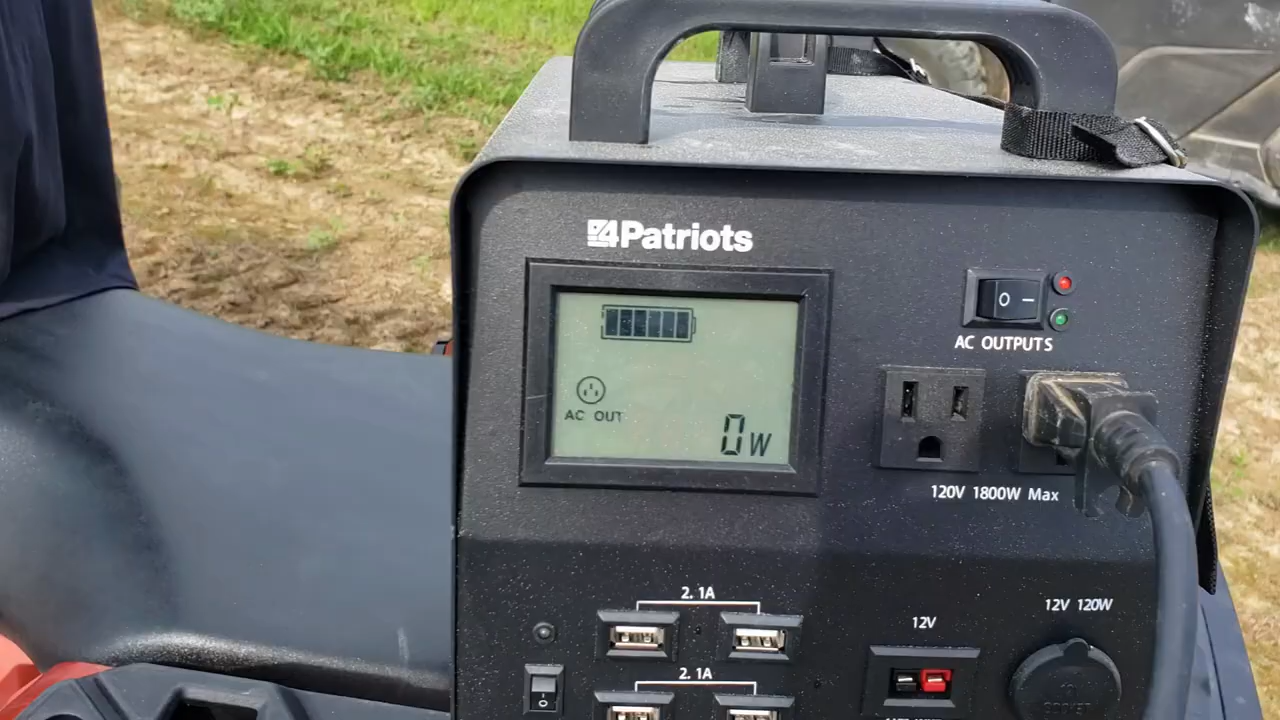 4Patriots
AC OUTPUTS
AC OUT
0W
120V 1800W Max
2.1A
12V 120W
12V
2.1A